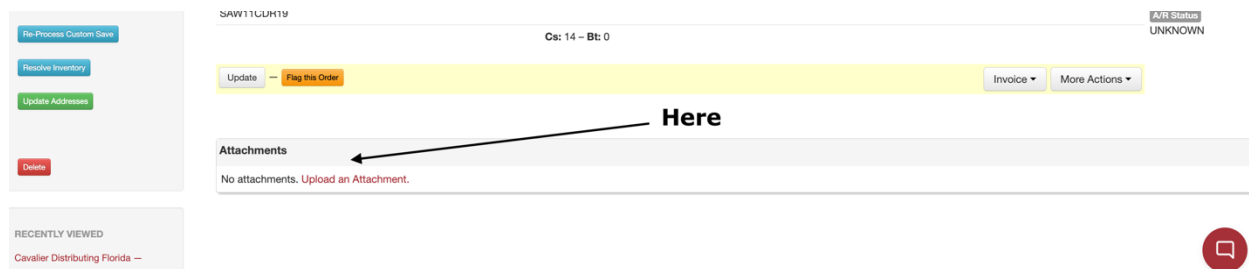 SAW11CDR19
A/R Status
Re-Process Custom Save
Cs: 14 – Bt: 0
UNKNOWN
Resolve Inventory
Update — Flag this Order
Invoice More Actions
Update Addresses
Here
Attachments
Delete
No attachments. Upload an Attachment.
RECENTLY VIEWED
Cavalier Distributing Florida —